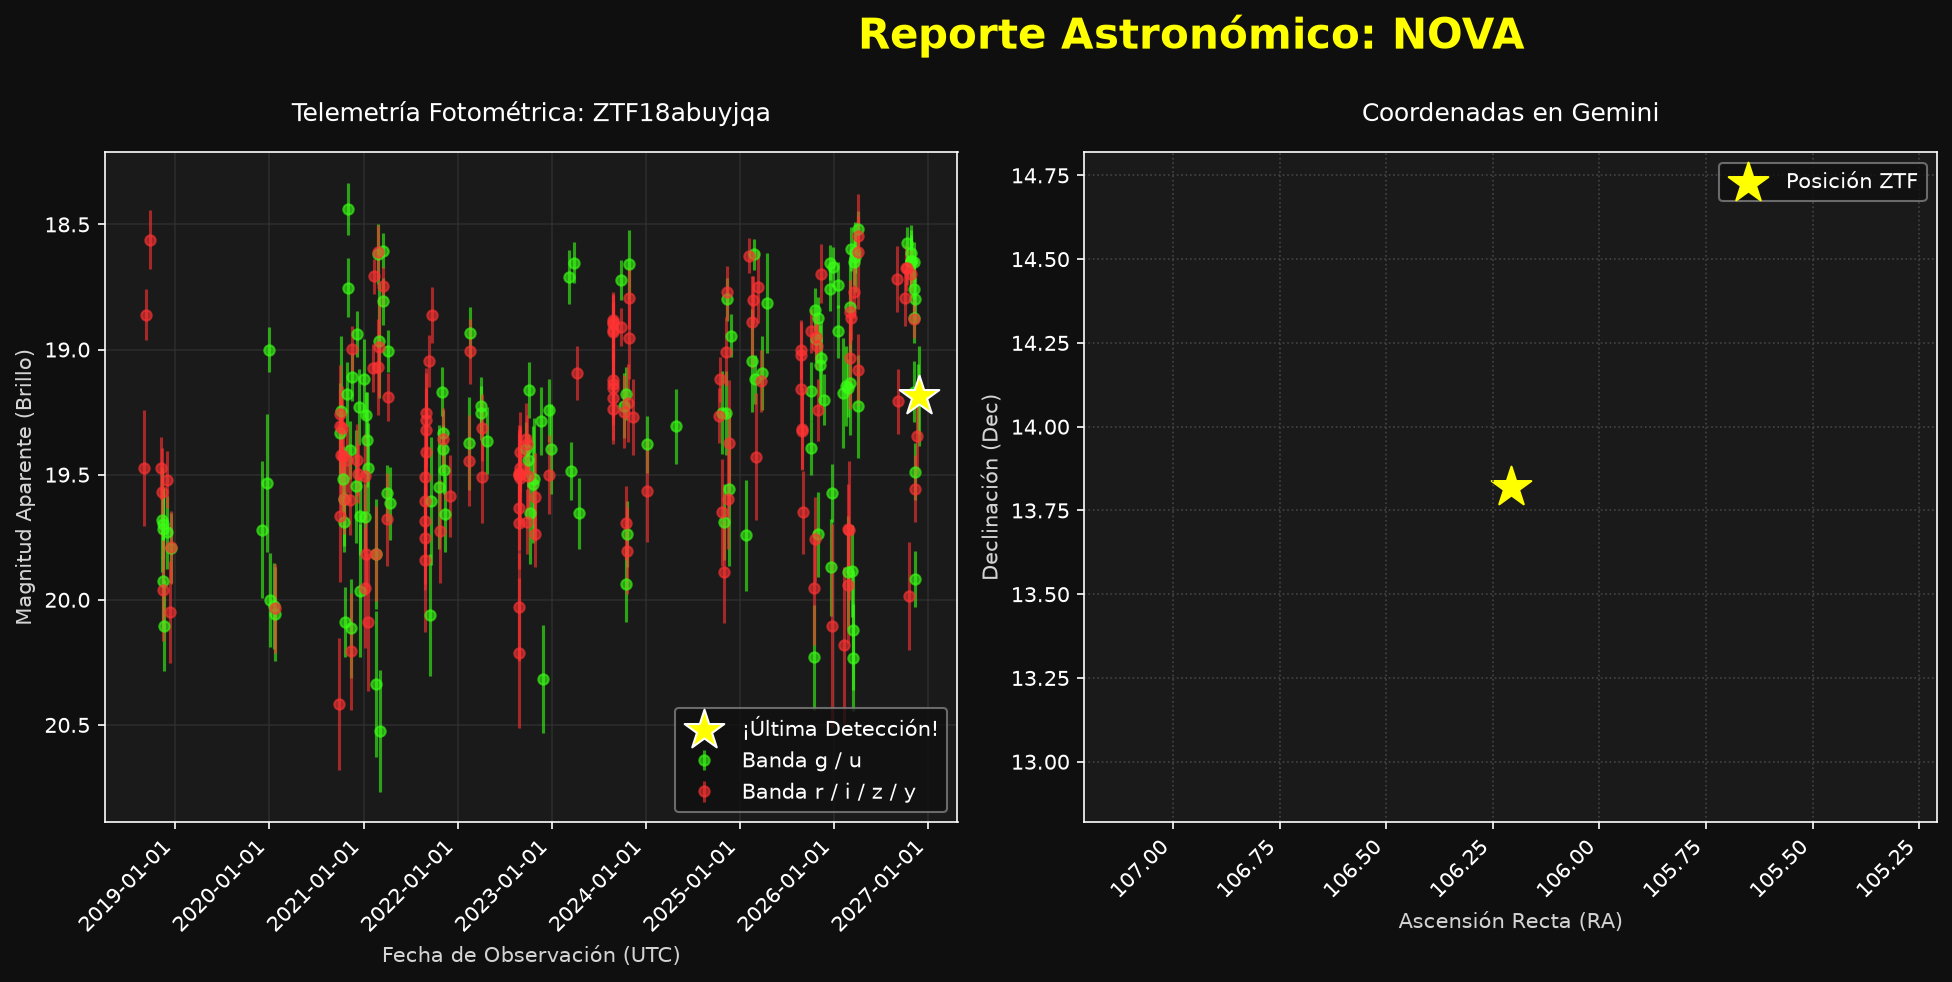 Reporte Astronómico: NOVA
Telemetría Fotométrica: ZTF18abuyjqa
Magnitud Aparente (Brillo)
18.5
19.0
19.5
20.0
20.5
¡Última Detección!
Banda g / u
Banda r / i / z / y
2019-01-01
2020-01-01
2021-01-01
2022-01-01
2023-01-01
2024-01-01
2025-01-01
2026-01-01
2027-01-01
Fecha de Observación (UTC)
Coordenadas en Gemini
Posición ZTF
Declinación (Dec)
14.75
14.50
14.25
14.00
13.75
13.50
13.25
13.00
107.00
106.75
106.50
106.25
106.00
105.75
105.50
105.25
Ascensión Recta (RA)